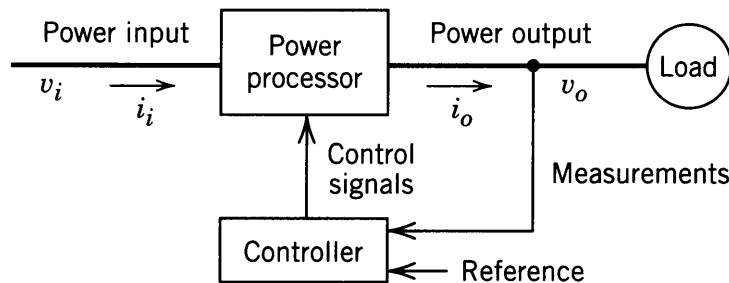 Power input
Power
processor
Power output
Load
v_i
i_i
i_o
v_o
Control
signals
Measurements
Controller
Reference